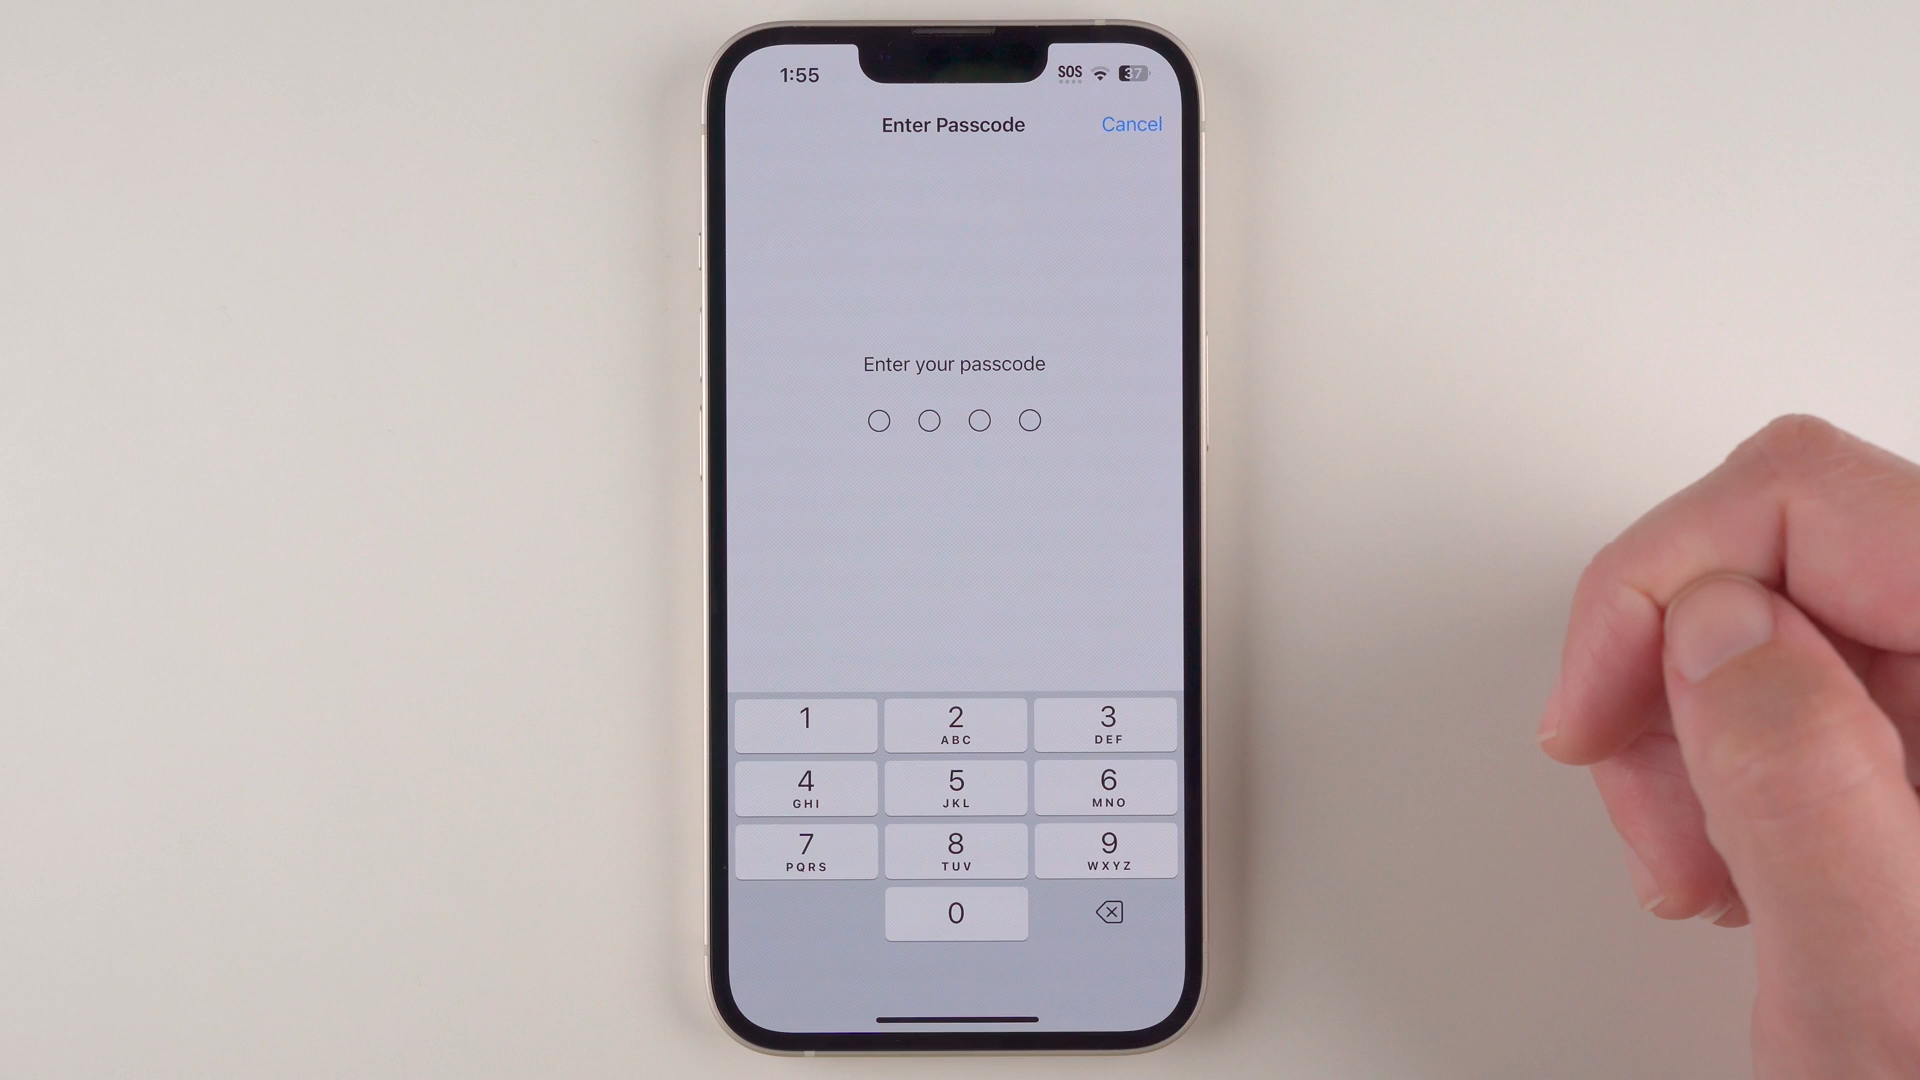 1:55 SOS 37
Enter Passcode Cancel
Enter your passcode
1 2 3
ABC DEF
4 5 6
GHI JKL MNO
7 8 9
PQRS TUV WXYZ
0